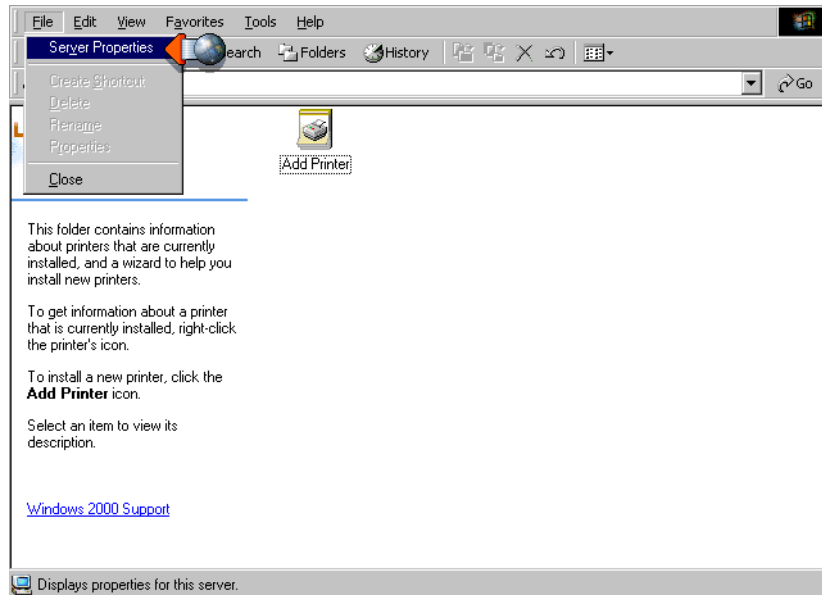 File Edit View Favorites Tools Help
Server Properties
earch Folders History
Create Shortcut
Delete
Rename
Properties
Close
Go
Add Printer
This folder contains information
about printers that are currently
installed, and a wizard to help you
install new printers.
To get information about a printer
that is currently installed, right-click
the printer's icon.
To install a new printer, click the
Add Printer icon.
Select an item to view its
description.
Windows 2000 Support
Displays properties for this server.